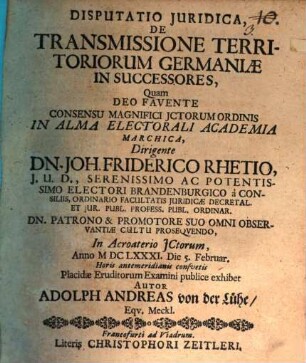 DISPUTATIO JURIDICA,
DE
TRANSMISSIONE TERRI-
TORIORUM GERMANIÆ
IN SUCCESSORES,
Quam
DEO FAVENTE
CONSENSU MAGNIFICI JCTORUM ORDINIS
IN ALMA ELECTORALI ACADEMIA
MARCHICA,
Dirigente
DN. JOH. FRIDERICO RHETIO,
J. U. D., SERENISSIMO AC POTENTIS-
SIMO ELECTORI BRANDENBURGICO á CON-
SILIIS, ORDINARIO FACULTATIS JURIDICÆ DECRETAL.
ET JUR. PUBL. PROFESS. PUBL. ORDINAR.
DN. PATRONO & PROMOTORE SUO OMNI OBSER-
VANTIÆ CULTU PROSEQVENDO,
In Acroaterio JCtorum,
Anno M DC LXXXI. Die 5. Februar.
Horis antemeridianis consvetis
Placidæ Eruditorum Examini publice exhibet
AUTOR
ADOLPH ANDREAS von der Lühe/
Eqv. Meckl.
Francofurti ad Viadrum.
Literis CHRISTOPHORI ZEITLERI,